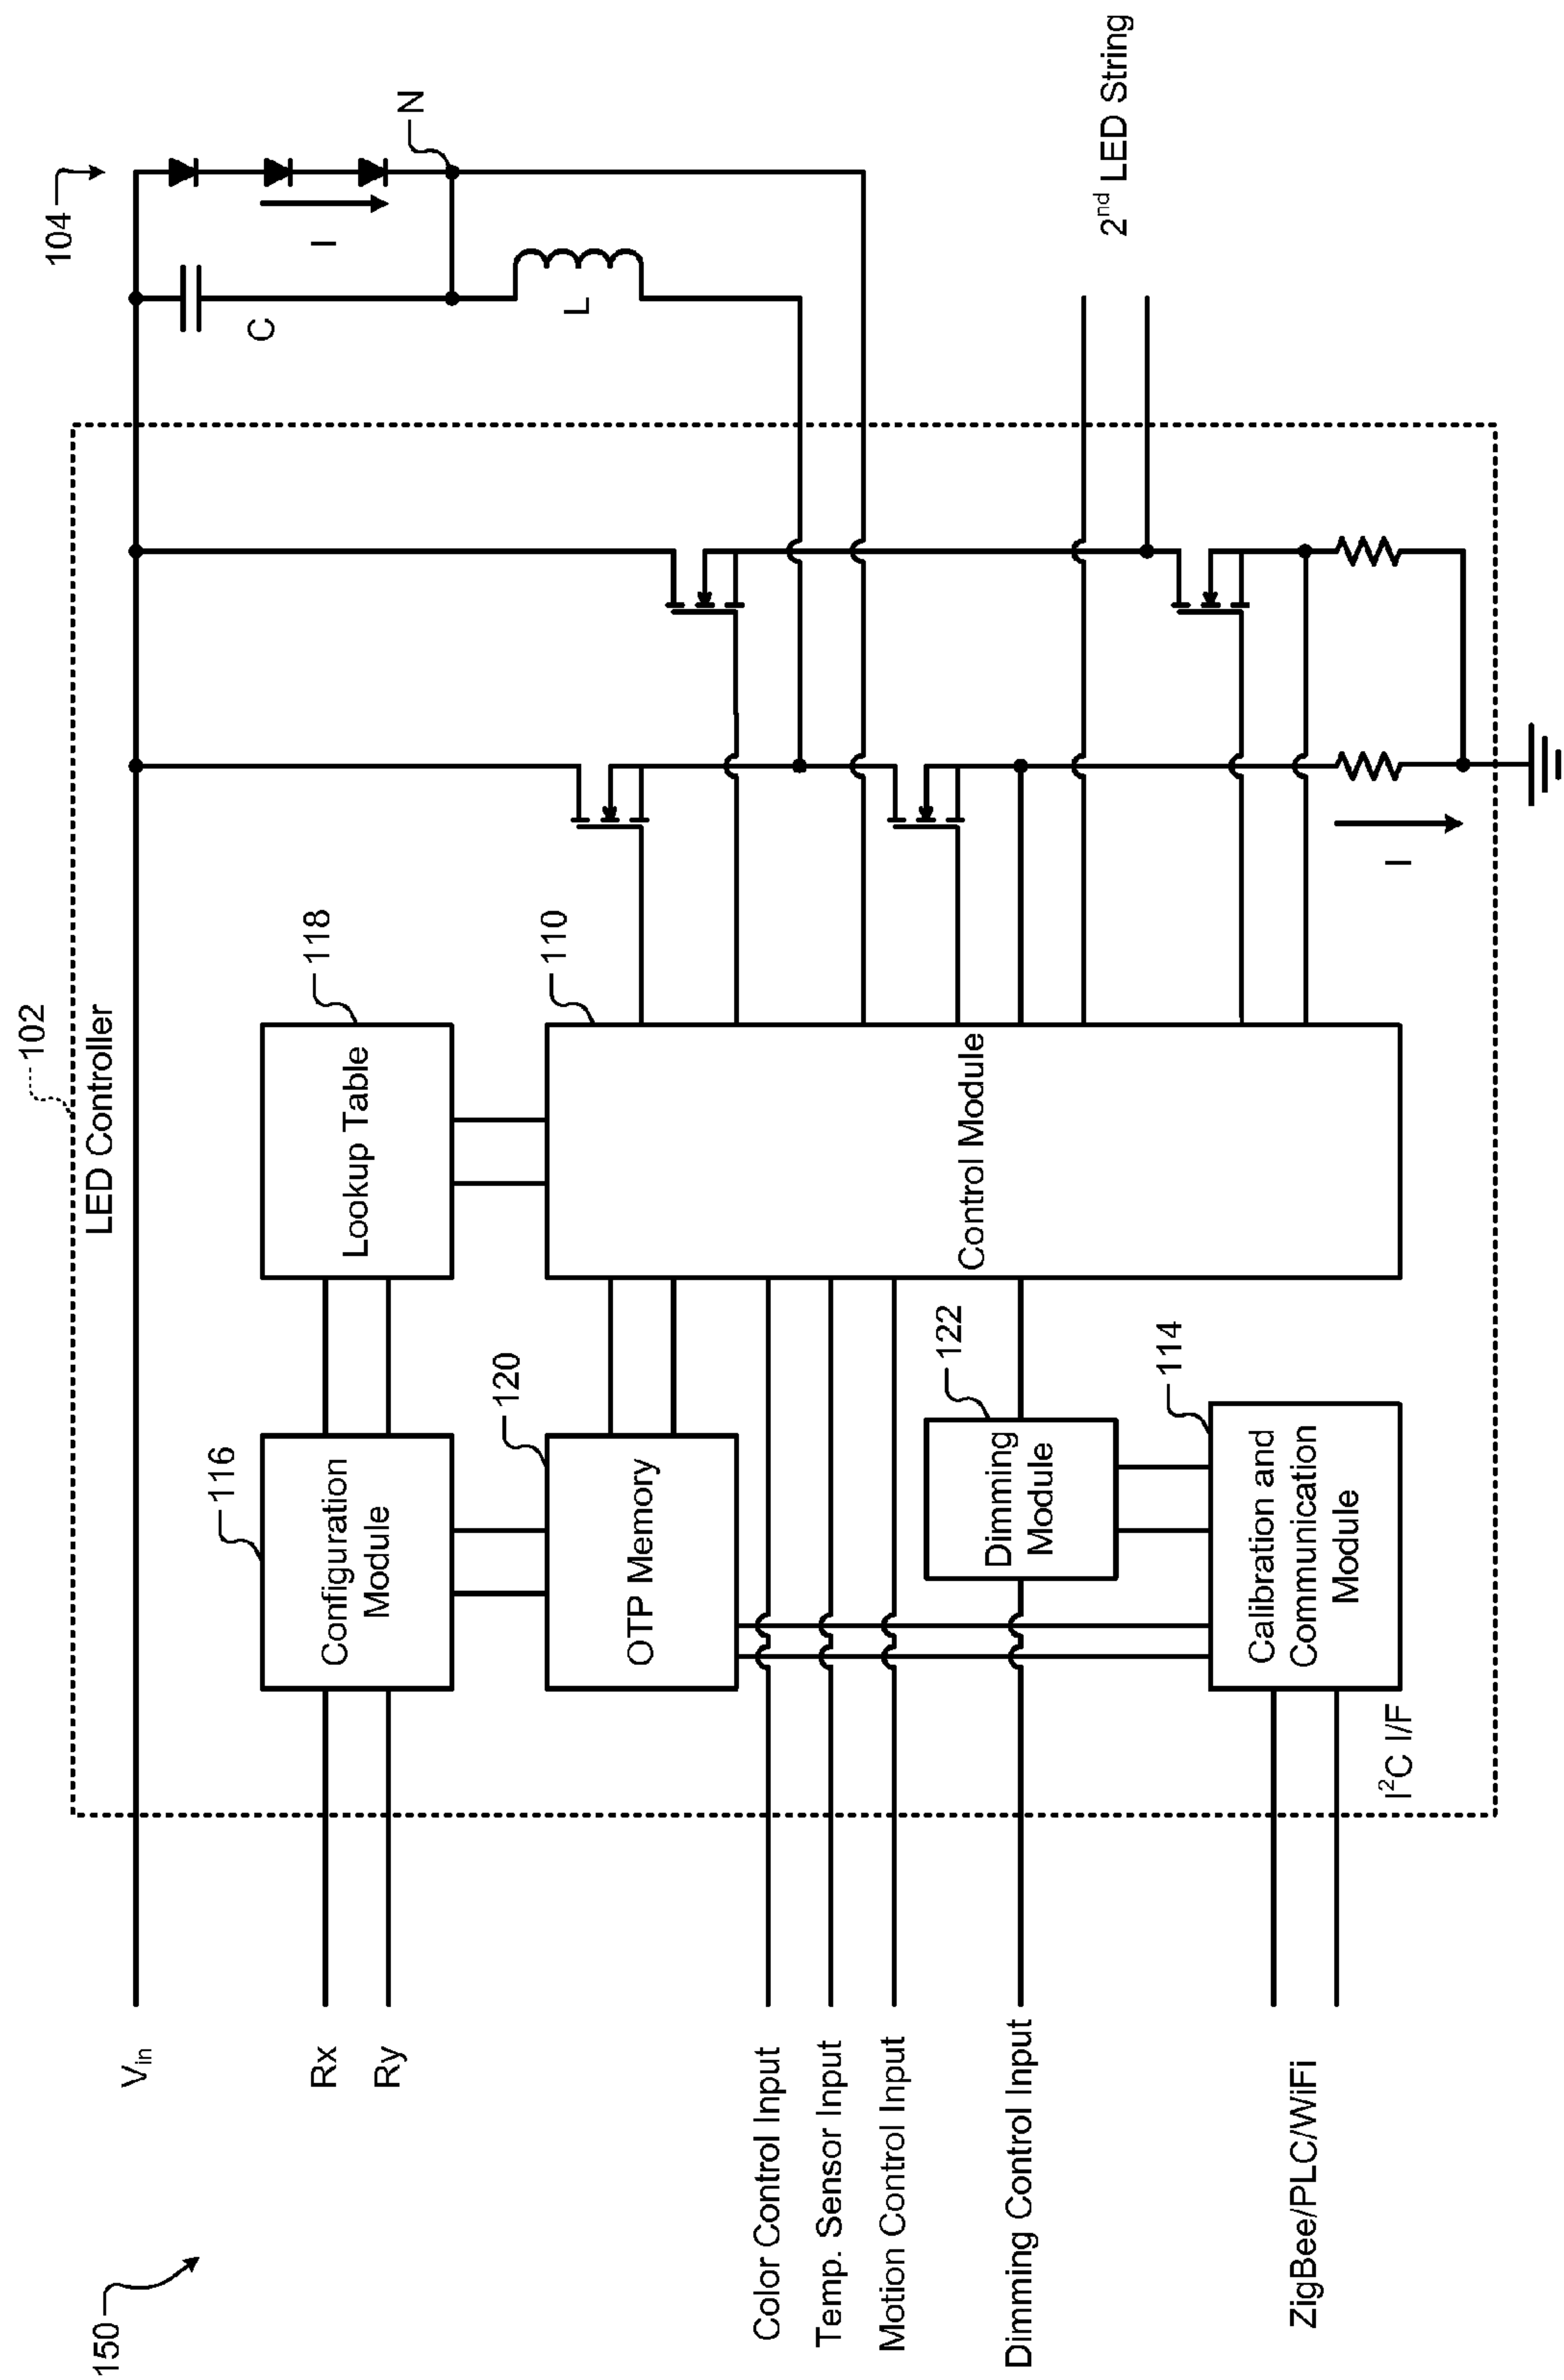 150
102
LED Controller
104
V_in
Rx
Ry
116
Configuration
Module
118
Lookup Table
C
I
N
L
120
OTP Memory
110
Control Module
Color Control Input
Temp. Sensor Input
Motion Control Input
Dimming Control Input
122
Dimming
Module
114
Calibration and
Communication
Module
ZigBee/PLC/WiFi
I²C I/F
I
2nd LED String